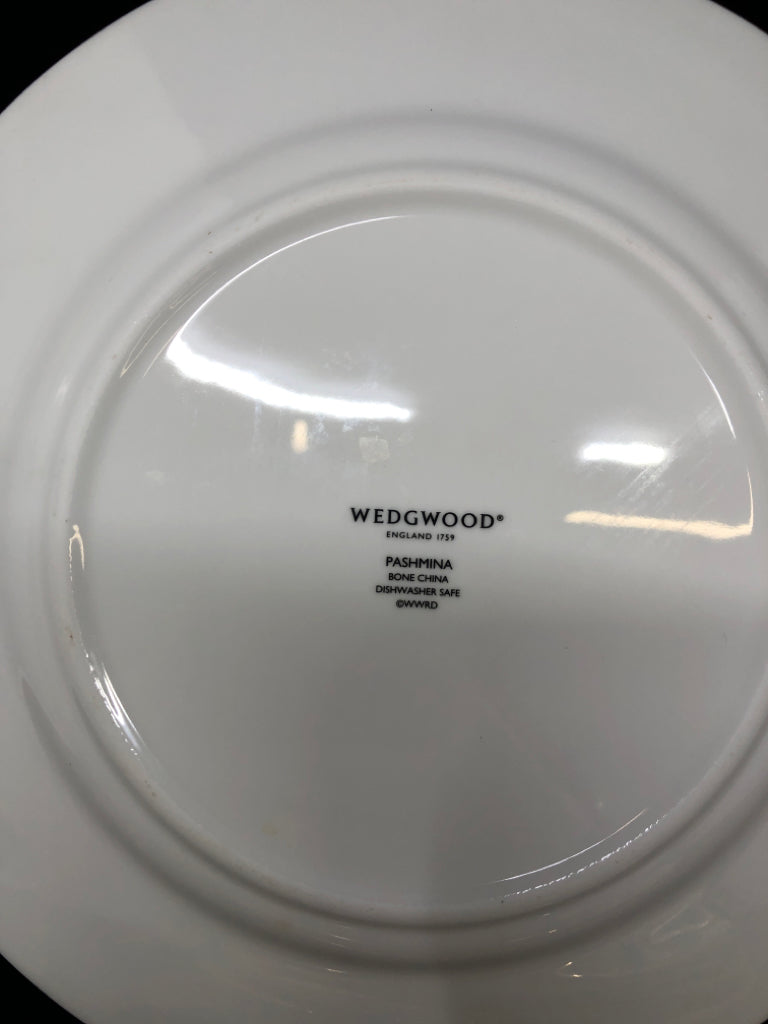 WEDGWOOD®
ENGLAND 1759
PASHMINA
BONE CHINA
DISHWASHER SAFE
©WWRD